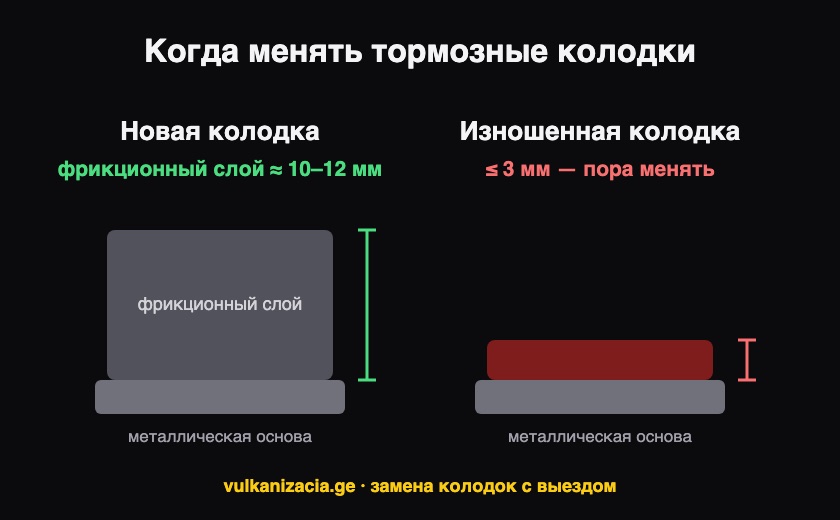 Когда менять тормозные колодки
Новая колодка
фрикционный слой ≈ 10–12 мм
Изношенная колодка
≤ 3 мм — пора менять
фрикционный слой
металлическая основа
металлическая основа
vulkanizacia.ge · замена колодок с выездом